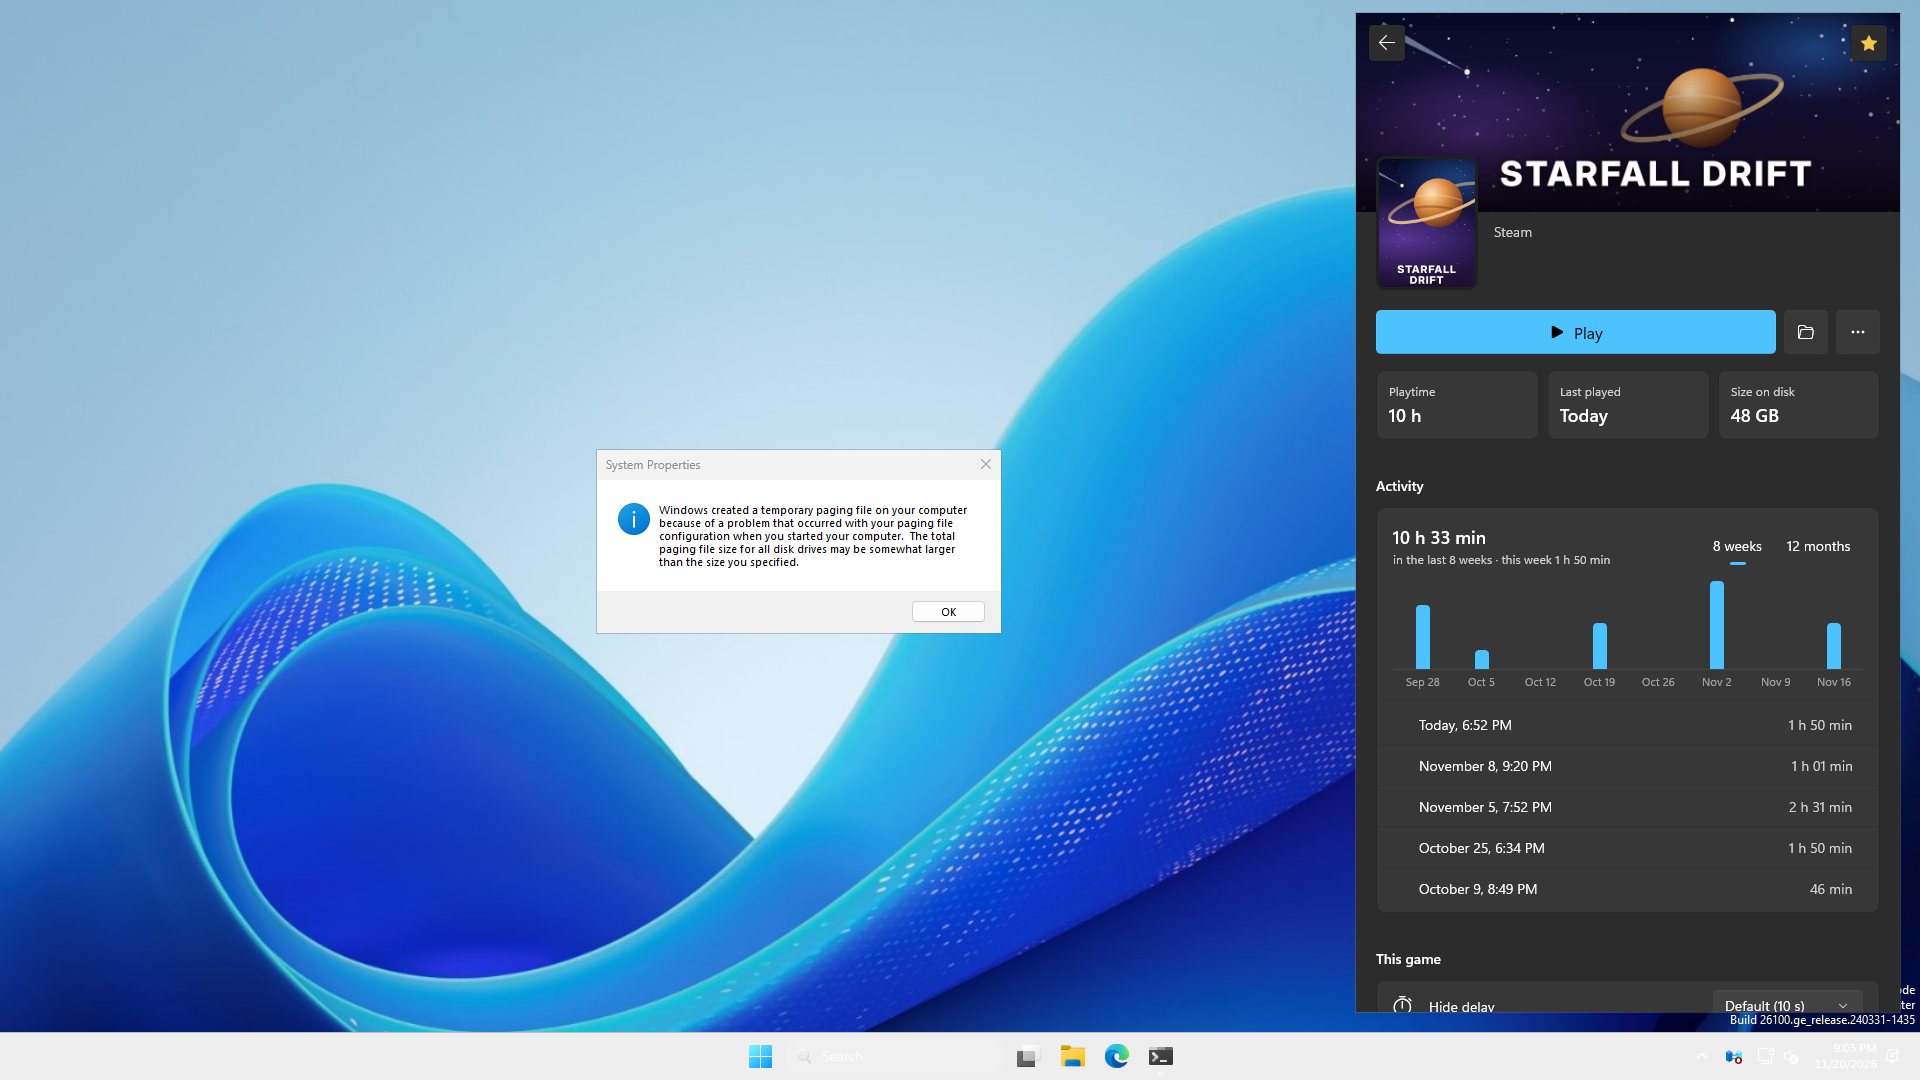 STARFALL DRIFT
STARFALL
DRIFT
Steam
Play
Playtime
10 h
Last played
Today
Size on disk
48 GB
Activity
10 h 33 min
in the last 8 weeks · this week 1 h 50 min
8 weeks
12 months
Sep 28
Oct 5
Oct 12
Oct 19
Oct 26
Nov 2
Nov 9
Nov 16
Today, 6:52 PM
1 h 50 min
November 8, 9:20 PM
1 h 01 min
November 5, 7:52 PM
2 h 31 min
October 25, 6:34 PM
1 h 50 min
October 9, 8:49 PM
46 min
This game
Hide delay
Default (10 s)
System Properties
Windows created a temporary paging file on your computer
because of a problem that occurred with your paging file
configuration when you started your computer.  The total
paging file size for all disk drives may be somewhat larger
than the size you specified.
OK
Build 26100.ge_release.240331-1435
Search
9:05 PM
11/20/2026